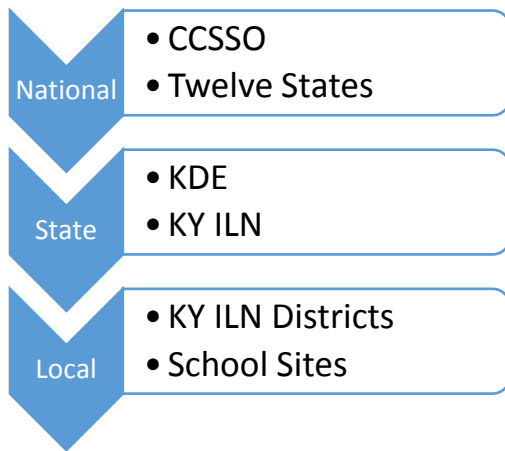 National
• CCSSO
• Twelve States
State
• KDE
• KY ILN
Local
• KY ILN Districts
• School Sites